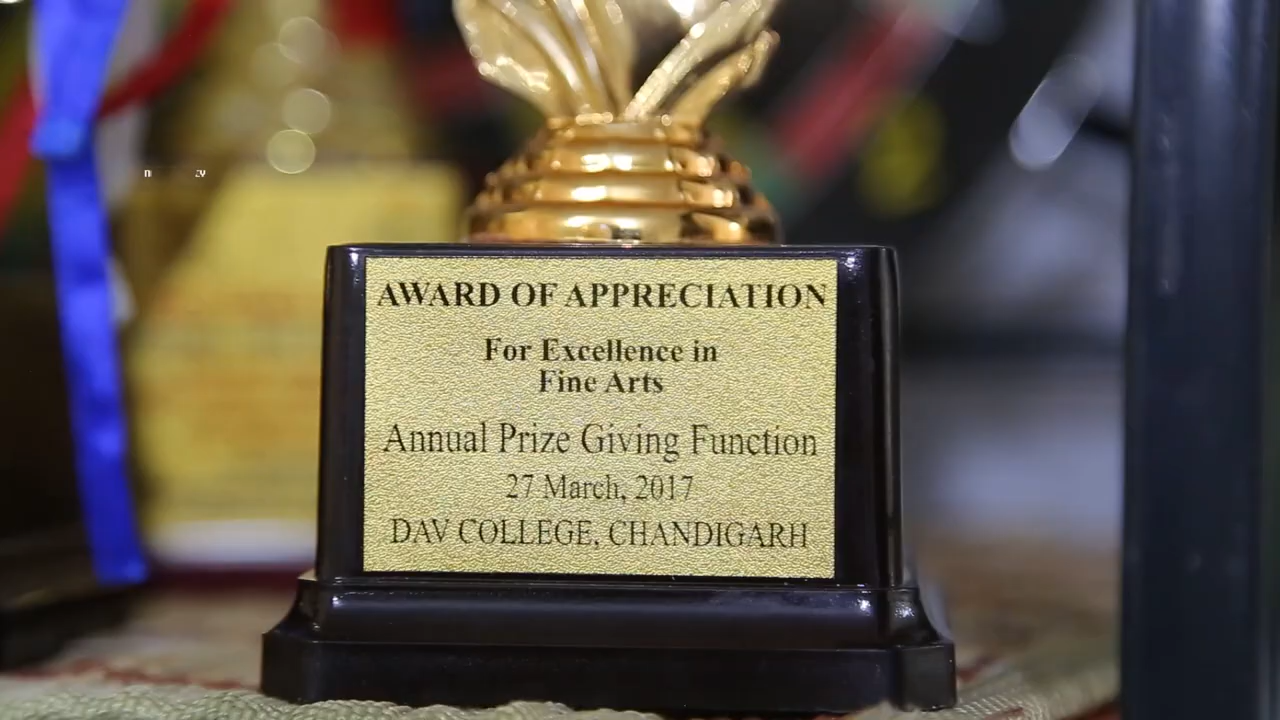 AWARD OF APPRECIATION
For Excellence in
Fine Arts
Annual Prize Giving Function
27 March, 2017
DAV COLLEGE, CHANDIGARH